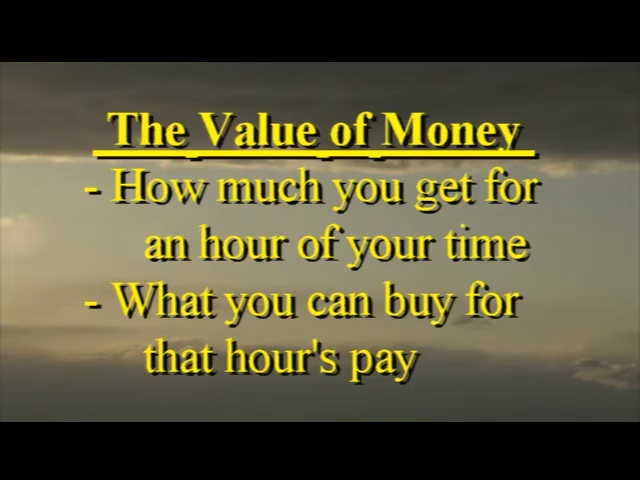 The Value of Money
- How much you get for
an hour of your time
- What you can buy for
that hour's pay